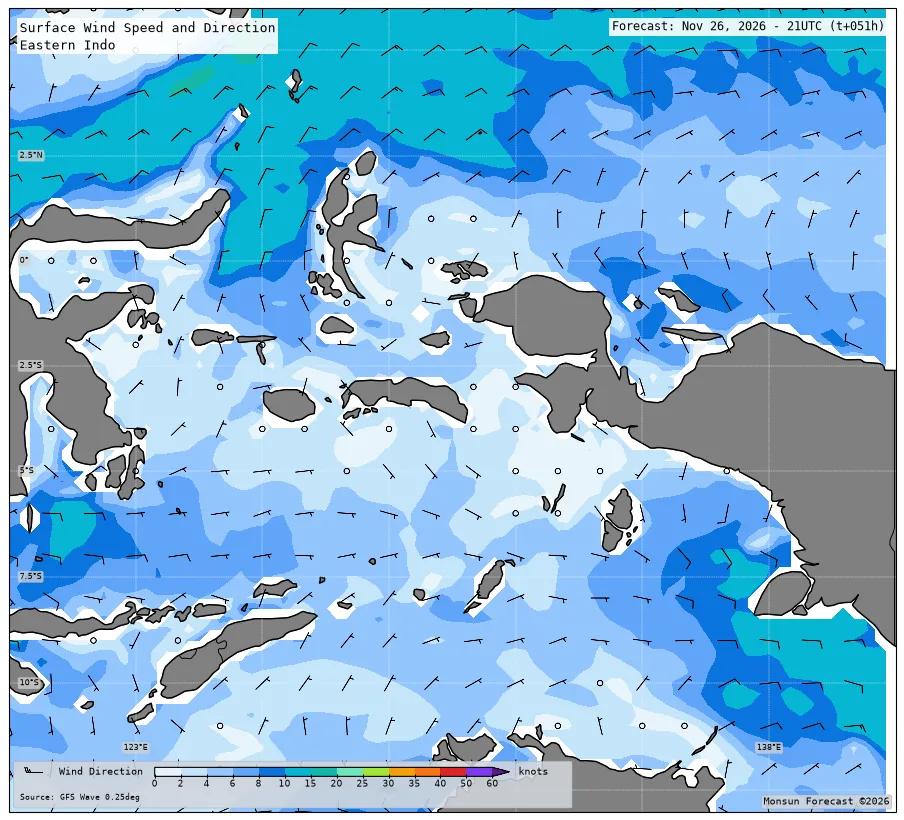 Surface Wind Speed and Direction
Eastern Indo
Forecast: Nov 26, 2026 - 21UTC (t+051h)
2.5°N
0°
2.5°S
5°S
7.5°S
10°S
123°E
138°E
Wind Direction
knots
0 2 4 6 8 10 15 20 25 30 35 40 50 60
Source: GFS Wave 0.25deg
Monsun Forecast ©2026